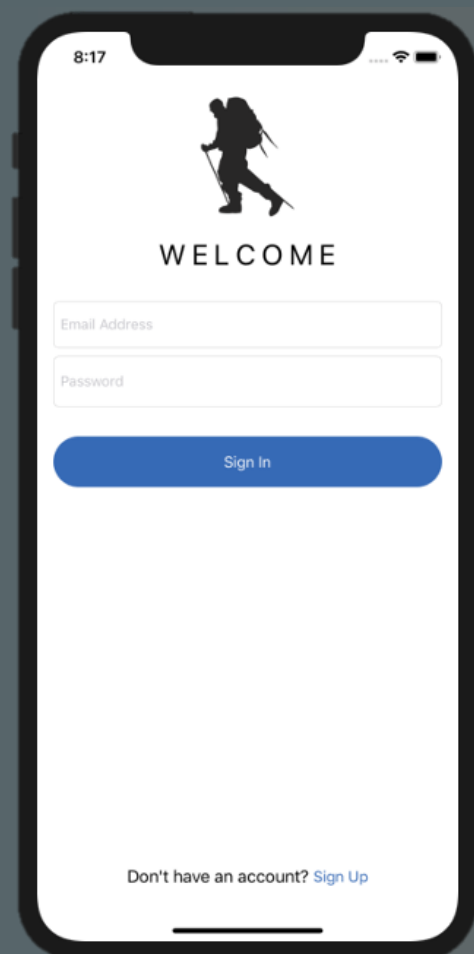 8:17
WELCOME
Email Address
Password
Sign In
Don't have an account? Sign Up